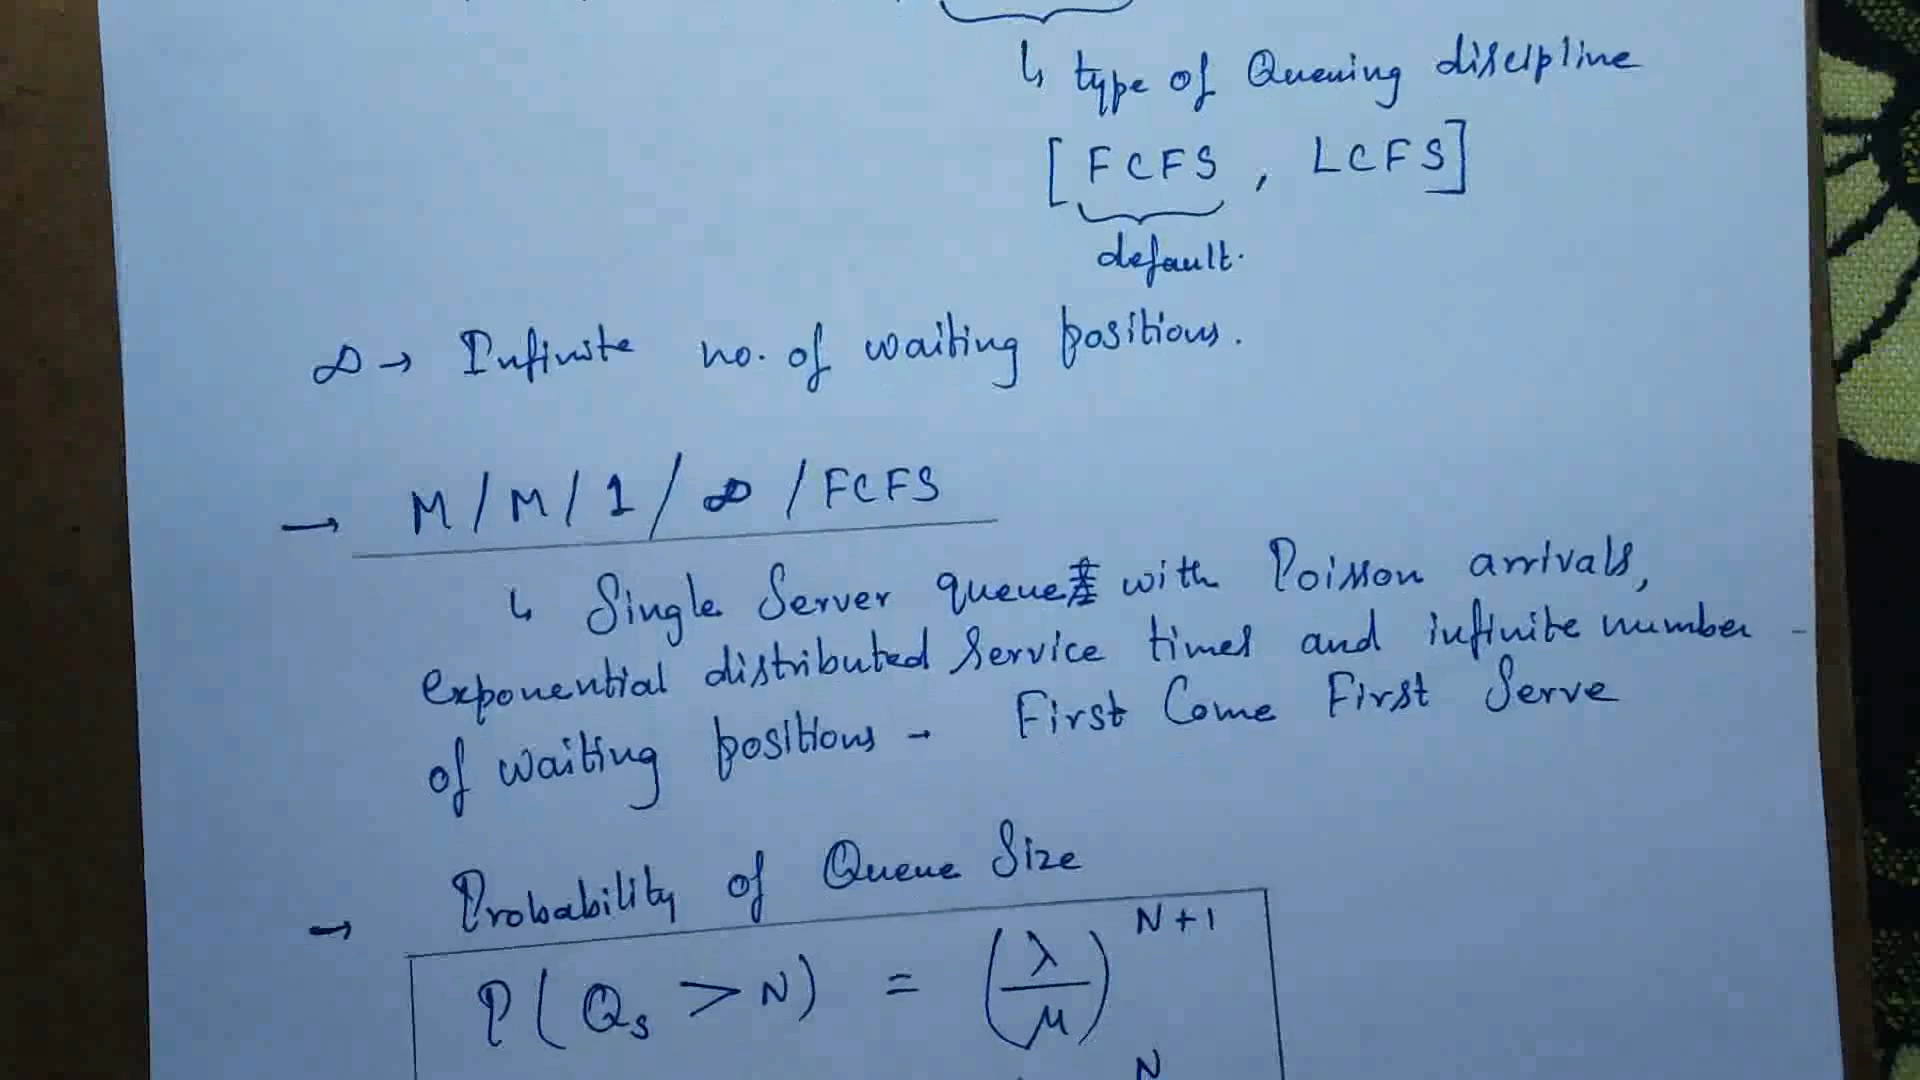 ↳ type of Queuing discipline
[FCFS, LCFS]
default.
∞ → Infinite no. of waiting positions.
→ M/M/1/∞/FCFS
↳ Single Server queue with Poisson arrivals,
exponential distributed service times and infinite number -
of waiting positions - First Come First Serve
→ Probability of Queue Size
P(Qs > N) = (λ/μ)^N+1
N